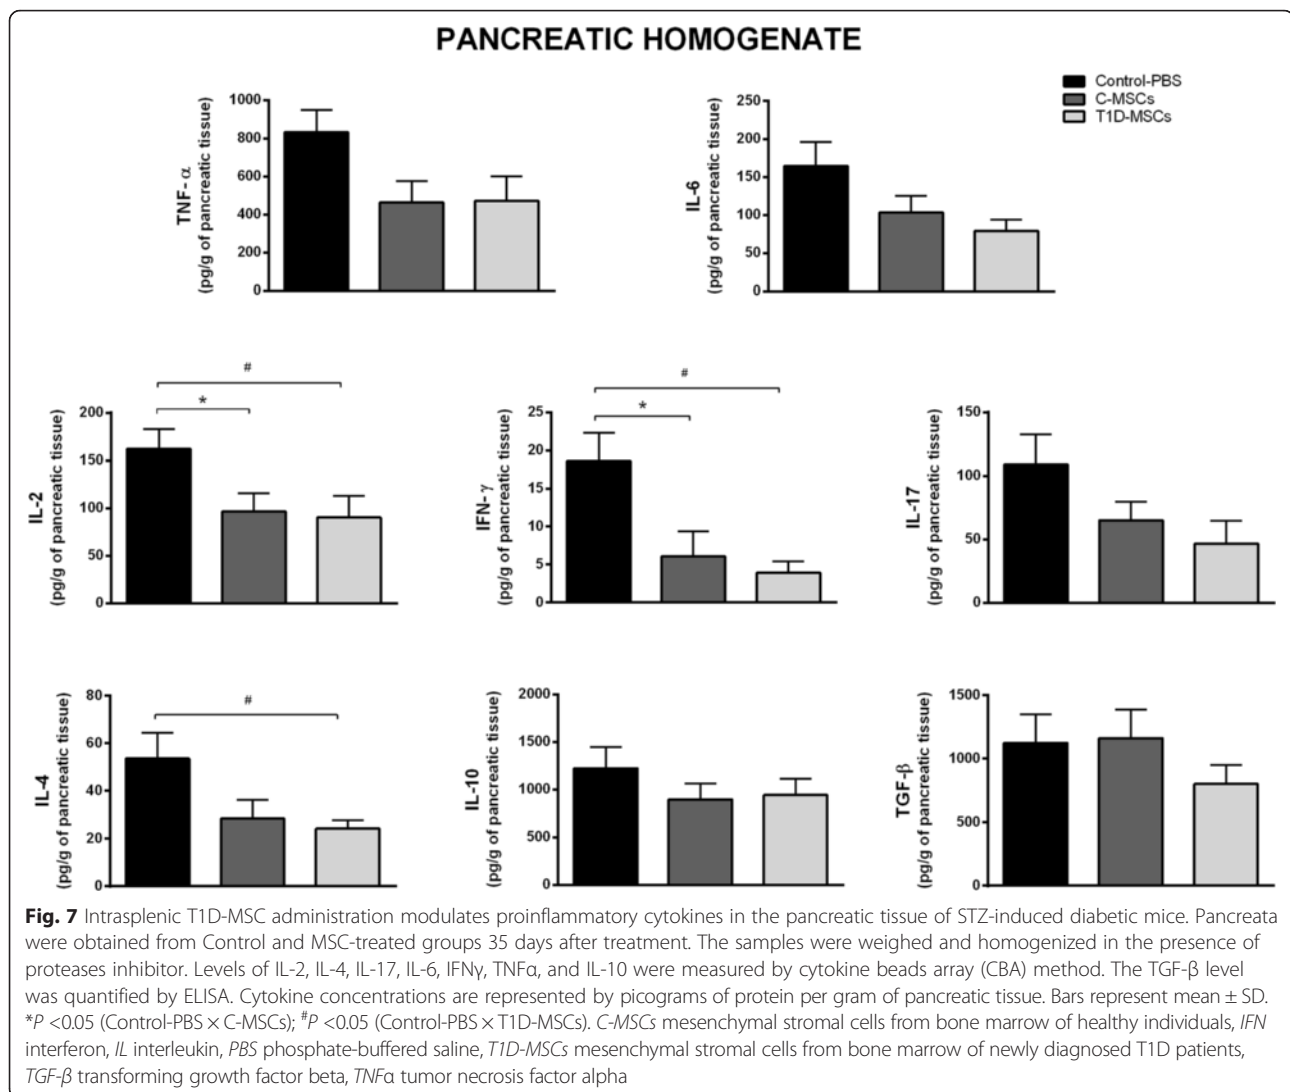 PANCREATIC HOMOGENATE
Control-PBS
C-MSCs
T1D-MSCs
TNF-α
(pg/g of pancreatic tissue)
1000
800
600
400
200
0
IL-6
(pg/g of pancreatic tissue)
250
200
150
100
50
0
IL-2
(pg/g of pancreatic tissue)
200
150
100
50
0
#
*
IFN-γ
(pg/g of pancreatic tissue)
25
20
15
10
5
0
#
*
IL-17
(pg/g of pancreatic tissue)
150
100
50
0
IL-4
(pg/g of pancreatic tissue)
80
60
40
20
0
#
IL-10
(pg/g of pancreatic tissue)
2000
1500
1000
500
0
TGF-β
(pg/g of pancreatic tissue)
1500
1000
500
0
Fig. 7 Intrasplenic T1D-MSC administration modulates proinflammatory cytokines in the pancreatic tissue of STZ-induced diabetic mice. Pancreata
were obtained from Control and MSC-treated groups 35 days after treatment. The samples were weighed and homogenized in the presence of
proteases inhibitor. Levels of IL-2, IL-4, IL-17, IL-6, IFNγ, TNFα, and IL-10 were measured by cytokine beads array (CBA) method. The TGF-β level
was quantified by ELISA. Cytokine concentrations are represented by picograms of protein per gram of pancreatic tissue. Bars represent mean ± SD.
*P <0.05 (Control-PBS × C-MSCs); #P <0.05 (Control-PBS × T1D-MSCs). C-MSCs mesenchymal stromal cells from bone marrow of healthy individuals, IFN
interferon, IL interleukin, PBS phosphate-buffered saline, T1D-MSCs mesenchymal stromal cells from bone marrow of newly diagnosed T1D patients,
TGF-β transforming growth factor beta, TNFα tumor necrosis factor alpha